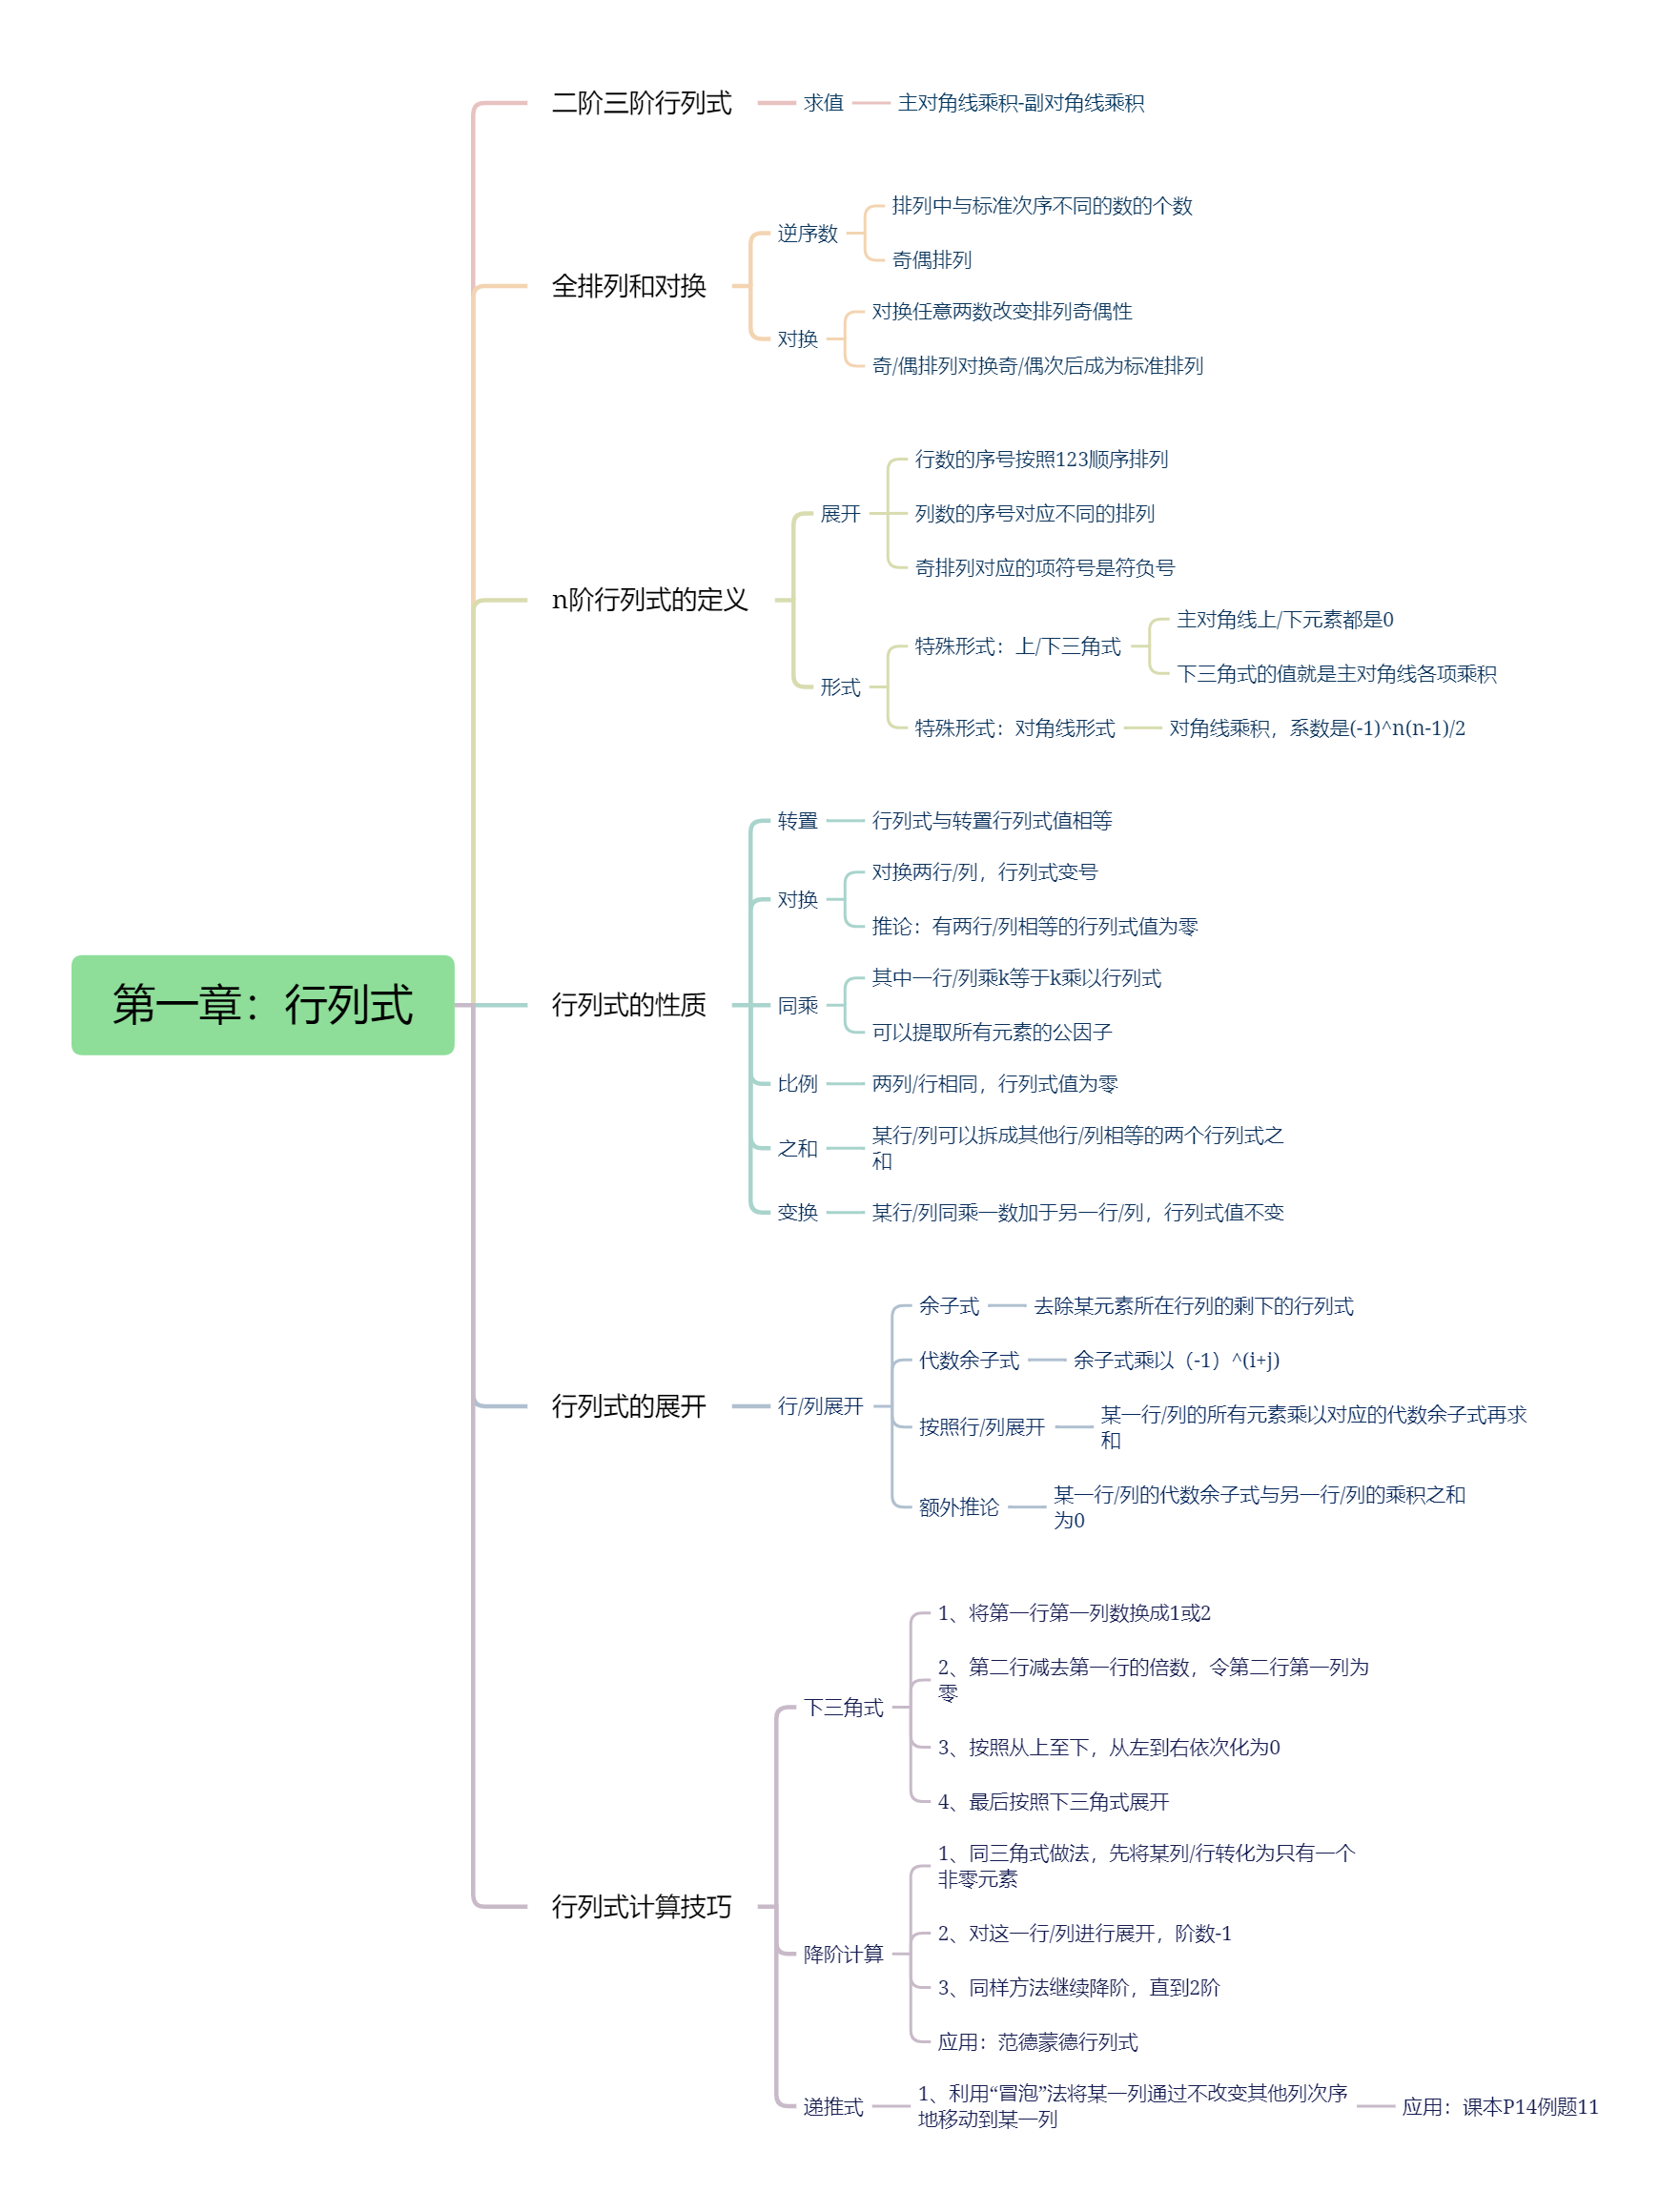 第一章：行列式
二阶三阶行列式
求值
主对角线乘积-副对角线乘积
全排列和对换
逆序数
排列中与标准次序不同的数的个数
奇偶排列
对换
对换任意两数改变排列奇偶性
奇/偶排列对换奇/偶次后成为标准排列
n阶行列式的定义
展开
行数的序号按照123顺序排列
列数的序号对应不同的排列
奇排列对应的项符号是符负号
形式
特殊形式：上/下三角式
主对角线上/下元素都是0
下三角式的值就是主对角线各项乘积
特殊形式：对角线形式
对角线乘积，系数是(-1)^n(n-1)/2
行列式的性质
转置
行列式与转置行列式值相等
对换
对换两行/列，行列式变号
推论：有两行/列相等的行列式值为零
同乘
其中一行/列乘k等于k乘以行列式
可以提取所有元素的公因子
比例
两列/行相同，行列式值为零
之和
某行/列可以拆成其他行/列相等的两个行列式之
和
变换
某行/列同乘一数加于另一行/列，行列式值不变
行列式的展开
行/列展开
余子式
去除某元素所在行列的剩下的行列式
代数余子式
余子式乘以（-1）^(i+j)
按照行/列展开
某一行/列的所有元素乘以对应的代数余子式再求
和
额外推论
某一行/列的代数余子式与另一行/列的乘积之和
为0
行列式计算技巧
下三角式
1、将第一行第一列数换成1或2
2、第二行减去第一行的倍数，令第二行第一列为
零
3、按照从上至下，从左到右依次化为0
4、最后按照下三角式展开
降阶计算
1、同三角式做法，先将某列/行转化为只有一个
非零元素
2、对这一行/列进行展开，阶数-1
3、同样方法继续降阶，直到2阶
应用：范德蒙德行列式
递推式
1、利用“冒泡”法将某一列通过不改变其他列次序
地移动到某一列
应用：课本P14例题11